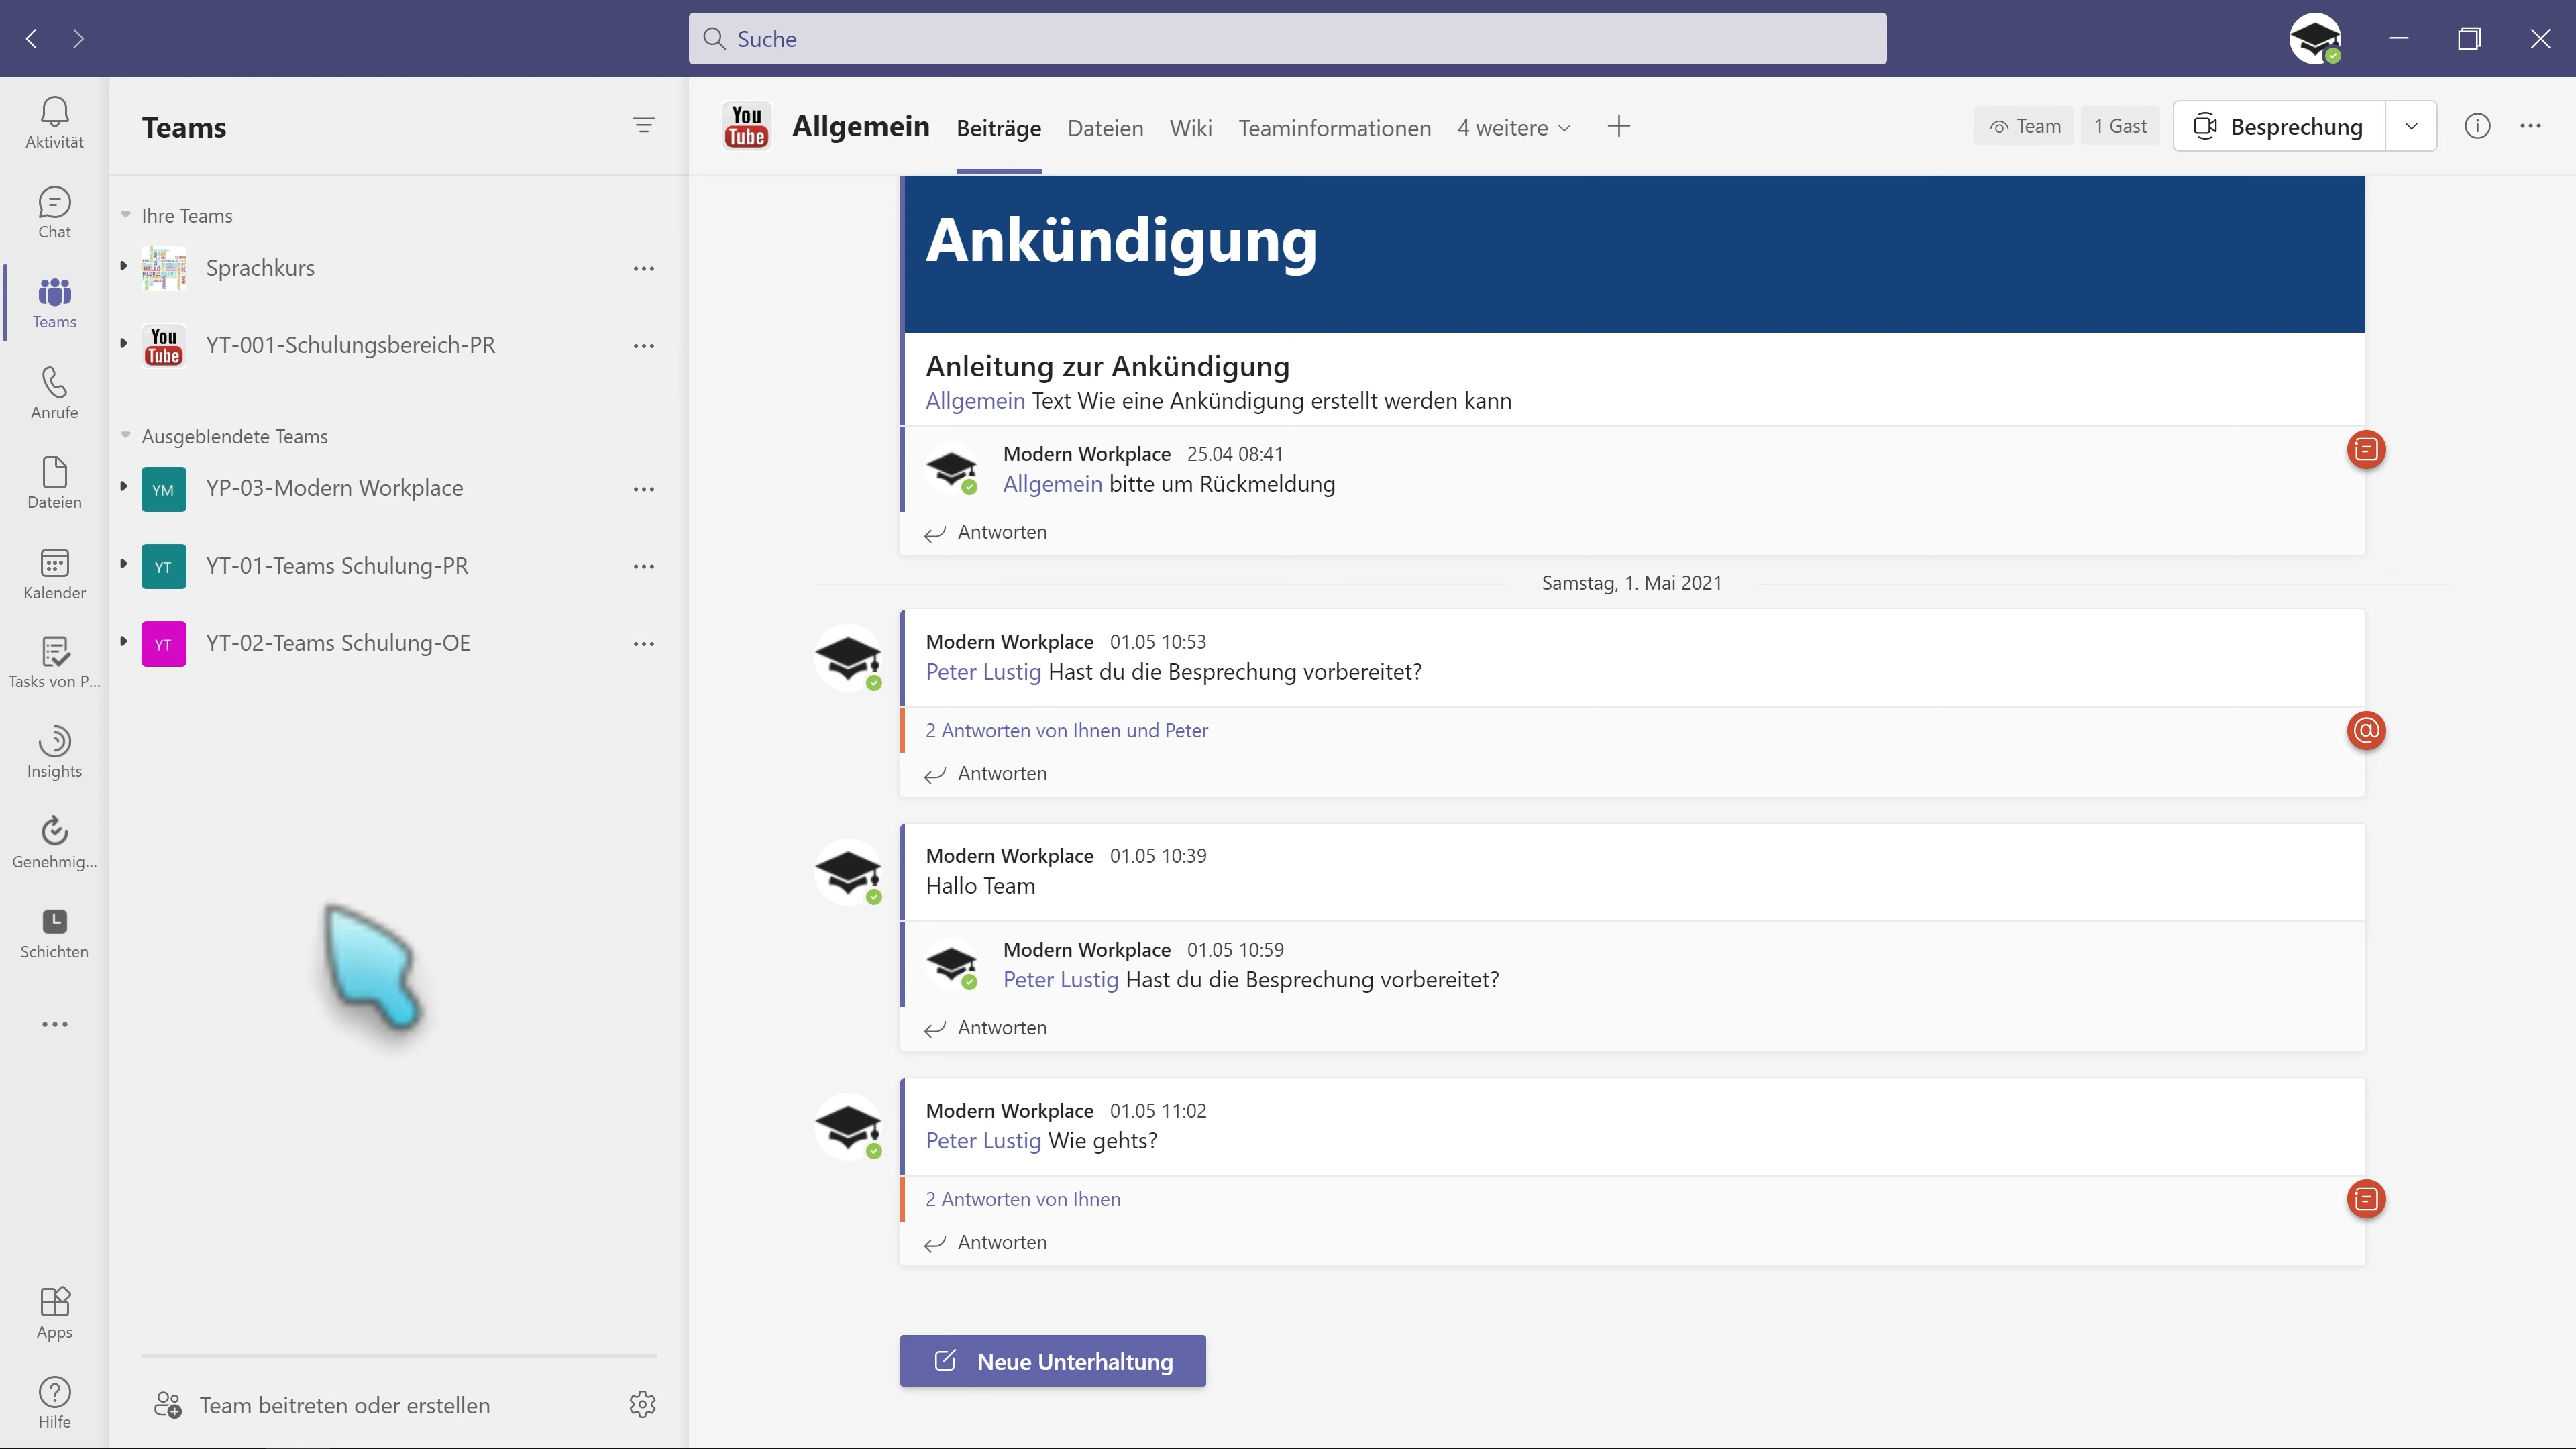 Suche
Aktivität
Chat
Teams
Anrufe
Dateien
Kalender
Tasks von P...
Insights
Genehmig...
Schichten
Apps
Hilfe
Teams
Ihre Teams
Sprachkurs
You
Tube
YT-001-Schulungsbereich-PR
Ausgeblendete Teams
YM YP-03-Modern Workplace
YT YT-01-Teams Schulung-PR
YT YT-02-Teams Schulung-OE
Team beitreten oder erstellen
You
Tube
Allgemein Beiträge Dateien Wiki Teaminformationen 4 weitere
Team 1 Gast Besprechung
Ankündigung
Anleitung zur Ankündigung
Allgemein Text Wie eine Ankündigung erstellt werden kann
Modern Workplace 25.04 08:41
Allgemein bitte um Rückmeldung
Antworten
Samstag, 1. Mai 2021
Modern Workplace 01.05 10:53
Peter Lustig Hast du die Besprechung vorbereitet?
2 Antworten von Ihnen und Peter
@
Antworten
Modern Workplace 01.05 10:39
Hallo Team
Modern Workplace 01.05 10:59
Peter Lustig Hast du die Besprechung vorbereitet?
Antworten
Modern Workplace 01.05 11:02
Peter Lustig Wie gehts?
2 Antworten von Ihnen
Antworten
Neue Unterhaltung